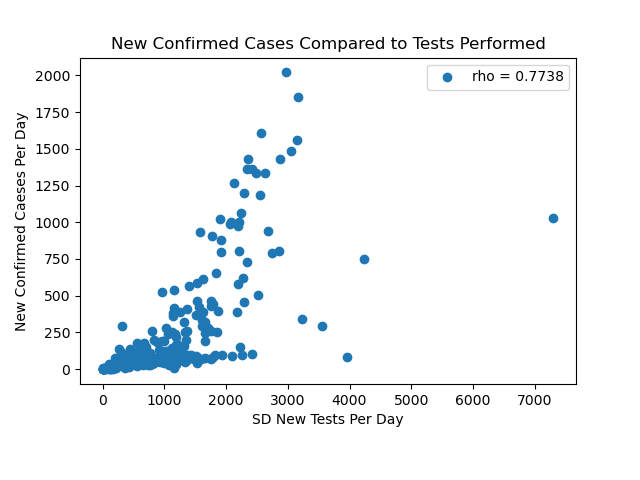 New Confirmed Cases Compared to Tests Performed
rho = 0.7738
New Confirmed Caeses Per Day
2000
1750
1500
1250
1000
750
500
250
0
0 1000 2000 3000 4000 5000 6000 7000
SD New Tests Per Day